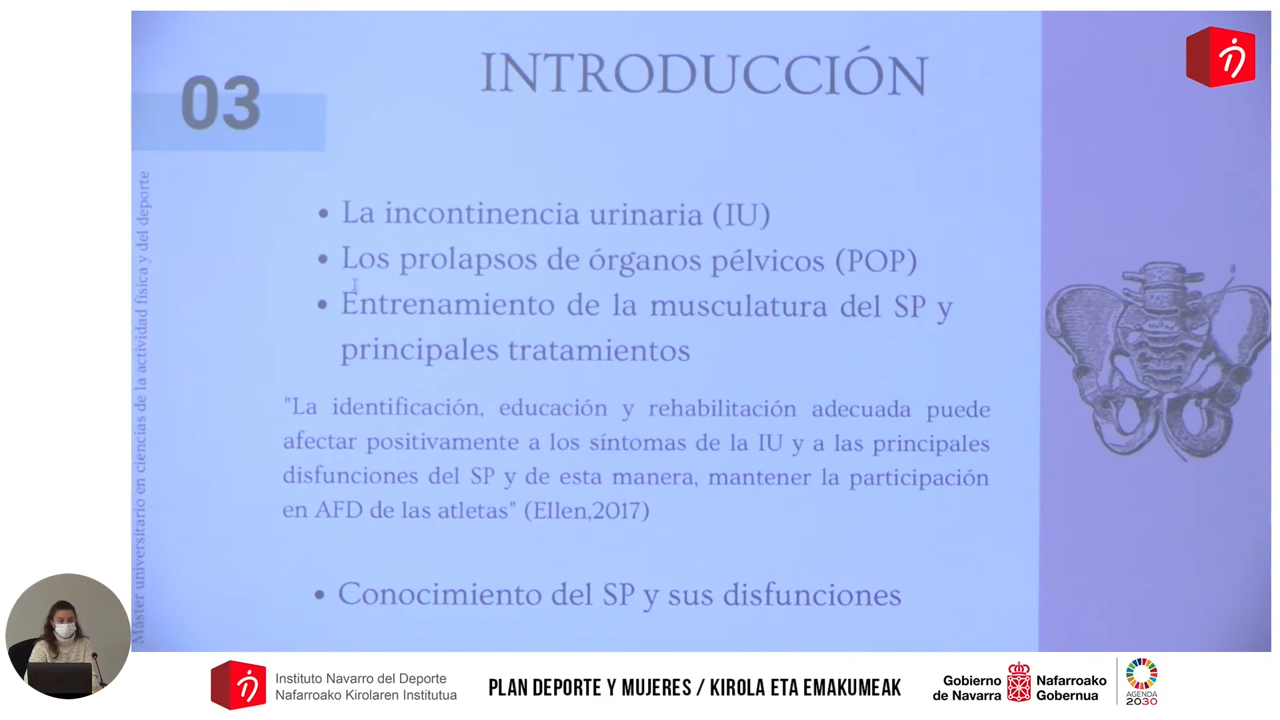 INTRODUCCIÓN
03
Máster universitario en ciencias de la actividad física y del deporte
• La incontinencia urinaria (IU)
• Los prolapsos de órganos pélvicos (POP)
• Entrenamiento de la musculatura del SP y
principales tratamientos
"La identificación, educación y rehabilitación adecuada puede
afectar positivamente a los síntomas de la IU y a las principales
disfunciones del SP y de esta manera, mantener la participación
en AFD de las atletas" (Ellen,2017)
• Conocimiento del SP y sus disfunciones
Instituto Navarro del Deporte
Nafarroako Kirolaren Institutua
PLAN DEPORTE Y MUJERES / KIROLA ETA EMAKUMEAK
Gobierno
de Navarra
Nafarroako
Gobernua
AGENDA
2030